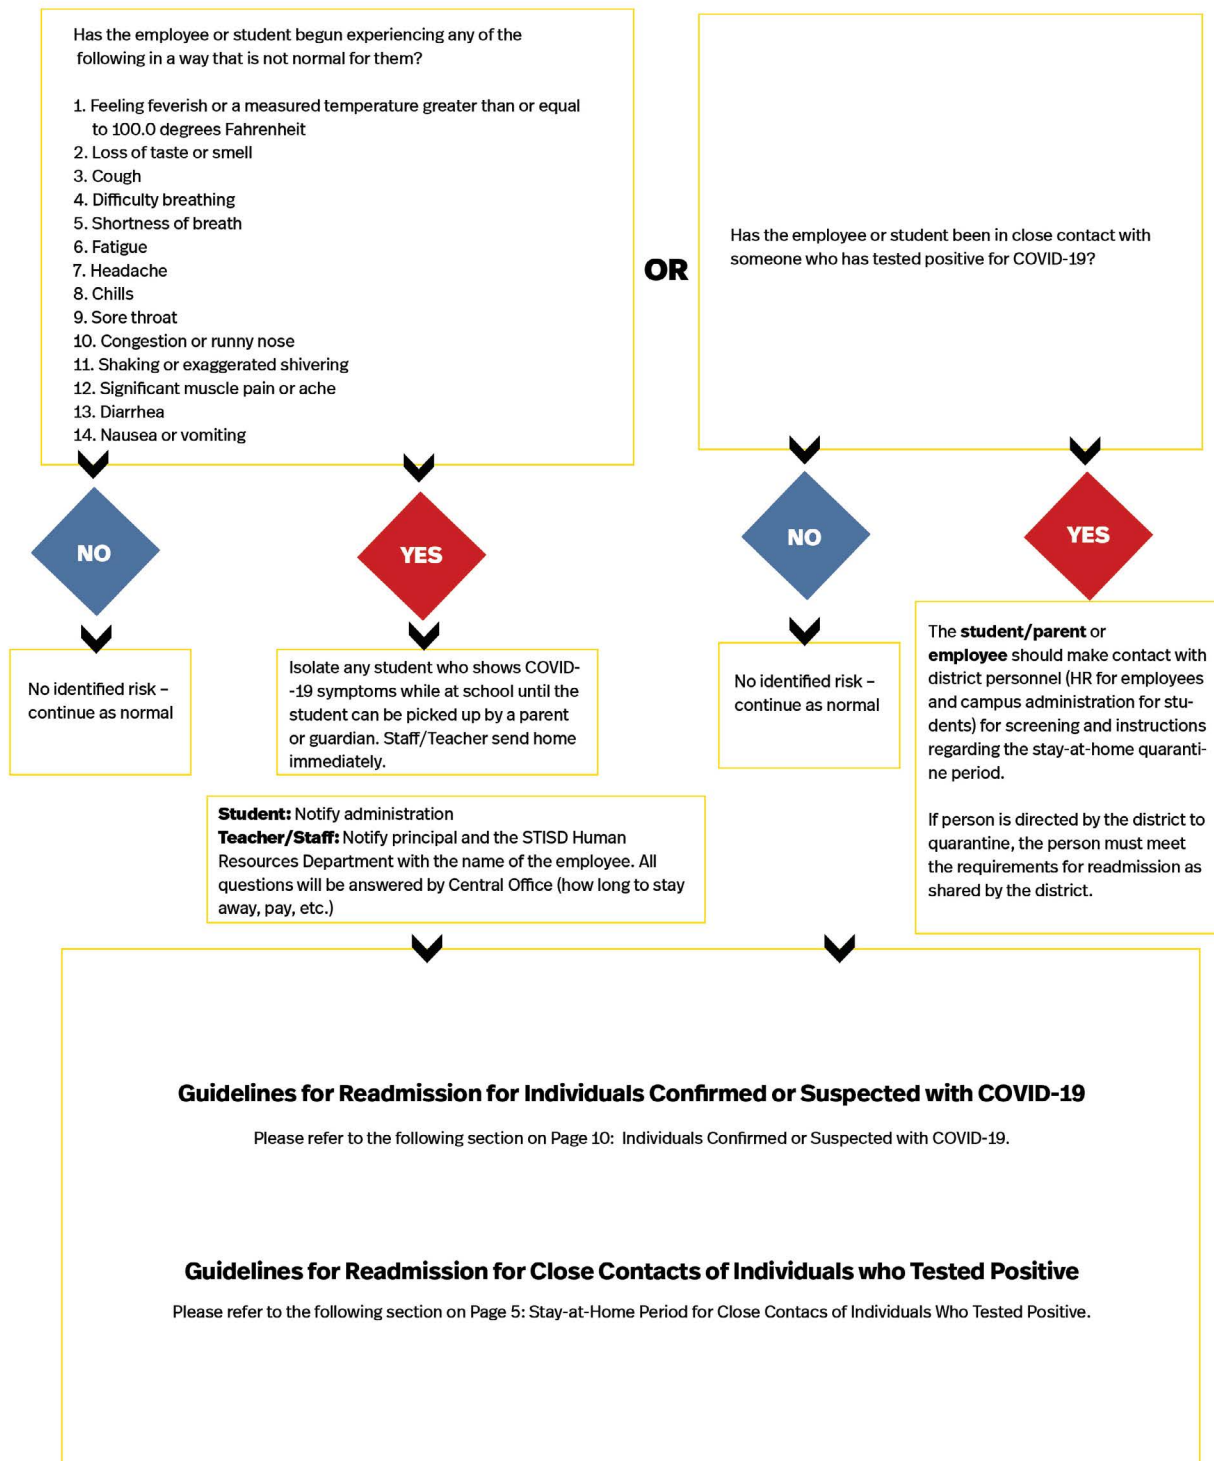 Has the employee or student begun experiencing any of the
following in a way that is not normal for them?
1. Feeling feverish or a measured temperature greater than or equal
to 100.0 degrees Fahrenheit
2. Loss of taste or smell
3. Cough
4. Difficulty breathing
5. Shortness of breath
6. Fatigue
7. Headache
8. Chills
9. Sore throat
10. Congestion or runny nose
11. Shaking or exaggerated shivering
12. Significant muscle pain or ache
13. Diarrhea
14. Nausea or vomiting
OR
Has the employee or student been in close contact with
someone who has tested positive for COVID-19?
NO
YES
NO
YES
No identified risk –
continue as normal
Isolate any student who shows COVID-
-19 symptoms while at school until the
student can be picked up by a parent
or guardian. Staff/Teacher send home
immediately.
Student: Notify administration
Teacher/Staff: Notify principal and the STISD Human
Resources Department with the name of the employee. All
questions will be answered by Central Office (how long to stay
away, pay, etc.)
No identified risk –
continue as normal
The student/parent or
employee should make contact with
district personnel (HR for employees
and campus administration for stu-
dents) for screening and instructions
regarding the stay-at-home quaranti-
ne period.
If person is directed by the district to
quarantine, the person must meet
the requirements for readmission as
shared by the district.
Guidelines for Readmission for Individuals Confirmed or Suspected with COVID-19
Please refer to the following section on Page 10: Individuals Confirmed or Suspected with COVID-19.
Guidelines for Readmission for Close Contacts of Individuals who Tested Positive
Please refer to the following section on Page 5: Stay-at-Home Period for Close Contacs of Individuals Who Tested Positive.